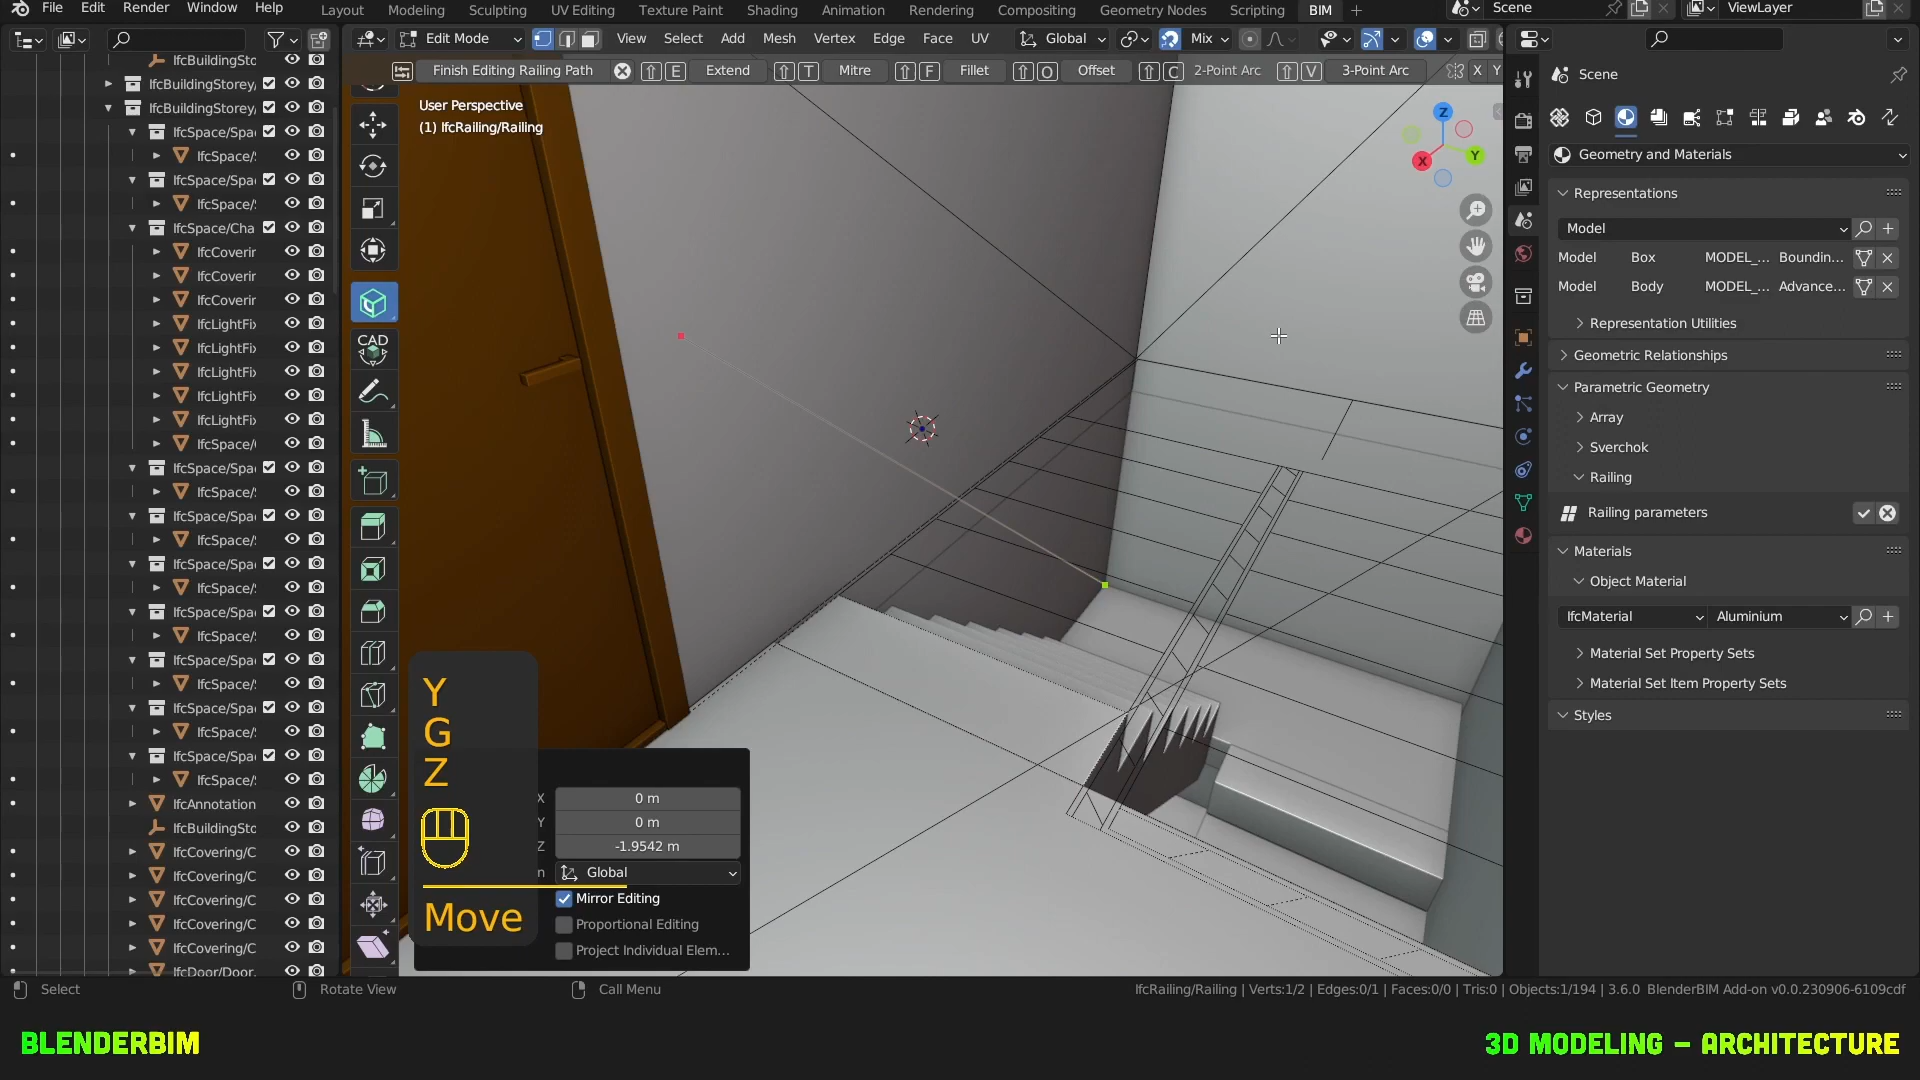 File Edit Render Window Help
Layout Modeling Sculpting UV Editing Texture Paint Shading Animation Rendering Compositing Geometry Nodes Scripting BIM +
Scene
ViewLayer
Edit Mode
View Select Add Mesh Vertex Edge Face UV
Global
Mix
Finish Editing Railing Path
E Extend
T Mitre
F Fillet
O Offset
C 2-Point Arc
V 3-Point Arc
X Y
User Perspective
(1) IfcRailing/Railing
Z
Y
X
CAD
IfcBuildingSto
IfcBuildingStorey/
IfcBuildingStorey/
IfcSpace/Spa
IfcSpace/
IfcSpace/Spa
IfcSpace/
IfcSpace/Cha
IfcCoverir
IfcCoverir
IfcCoverir
IfcLightFix
IfcLightFix
IfcLightFix
IfcLightFix
IfcLightFix
IfcSpace/
IfcSpace/Spa
IfcSpace/
IfcSpace/Spa
IfcSpace/
IfcSpace/Spa
IfcSpace/
IfcSpace/Spa
IfcSpace/
IfcSpace/Spa
IfcSpace/
IfcSpace/Spa
IfcSpace/
IfcSpace/Spa
IfcSpace/
IfcAnnotation
IfcBuildingSto
IfcCovering/C
IfcCovering/C
IfcCovering/C
IfcCovering/C
IfcCovering/C
IfcDoor/Door.
Y
G
Z
Move
X 0 m
Y 0 m
Z -1.9542 m
n Global
Mirror Editing
Proportional Editing
Project Individual Elem...
Scene
Geometry and Materials
Representations
Model
Model Box MODEL_... Boundin...
Model Body MODEL_... Advance...
Representation Utilities
Geometric Relationships
Parametric Geometry
Array
Sverchok
Railing
Railing parameters
Materials
Object Material
IfcMaterial Aluminium
Material Set Property Sets
Material Set Item Property Sets
Styles
Select
Rotate View
Call Menu
IfcRailing/Railing | Verts:1/2 | Edges:0/1 | Faces:0/0 | Tris:0 | Objects:1/194 | 3.6.0 BlenderBIM Add-on v0.0.230906-6109cdf
BLENDERBIM
3D MODELING - ARCHITECTURE